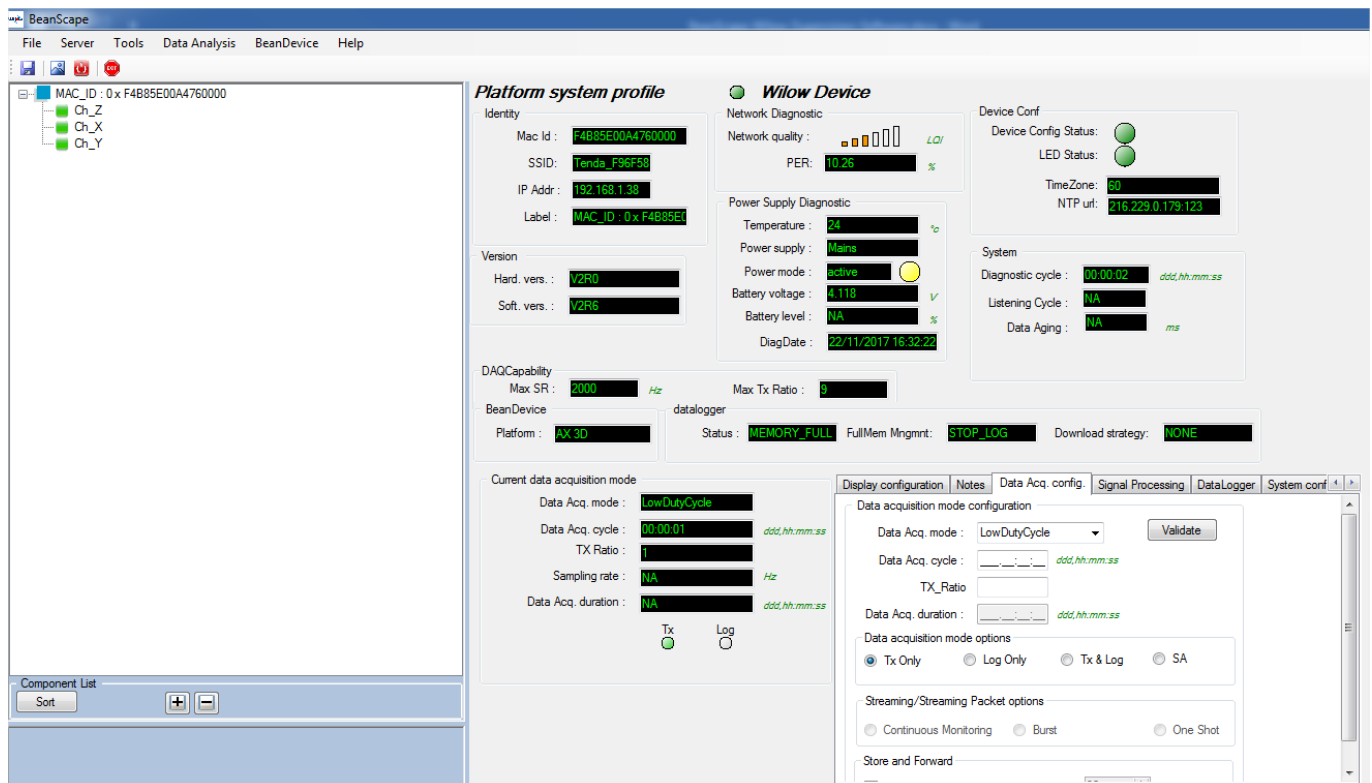 BeanScape
File Server Tools Data Analysis BeanDevice Help
MAC_ID : 0 x F4B85E00A4760000
Ch_Z
Ch_X
Ch_Y
Component List
Sort
Platform system profile
Wilow Device
Identity
Mac Id : F4B85E00A4760000
SSID: Tenda_F96F58
IP Addr : 192.168.1.38
Label : MAC_ID : 0 x F4B85E0
Network Diagnostic
Network quality : LQI
PER: 10.26 %
Device Conf
Device Config Status:
LED Status:
TimeZone: 60
NTP url: 216.229.0.179:123
Version
Hard. vers. : V2R0
Soft. vers. : V2R6
Power Supply Diagnostic
Temperature : 24 °c
Power supply : Mains
Power mode : active
Battery voltage : 4.118 V
Battery level : NA %
DiagDate : 22/11/2017 16:32:22
System
Diagnostic cycle : 00:00:02 ddd,hh:mm:ss
Listening Cycle : NA
Data Aging : NA ms
DAQCapability
Max SR : 2000 Hz
Max Tx Ratio : 9
BeanDevice
Platform : AX 3D
datalogger
Status : MEMORY_FULL FullMem Mngmnt: STOP_LOG Download strategy: NONE
Current data acquisition mode
Data Acq. mode : LowDutyCycle
Data Acq. cycle : 00:00:01 ddd,hh:mm:ss
TX Ratio : 1
Sampling rate : NA Hz
Data Acq. duration : NA ddd,hh:mm:ss
Tx Log
Display configuration Notes Data Acq. config. Signal Processing DataLogger System conf
Data acquisition mode configuration
Data Acq. mode : LowDutyCycle Validate
Data Acq. cycle : ___.__:__:__ ddd,hh:mm:ss
TX_Ratio
Data Acq. duration : ___.__:__:__ ddd,hh:mm:ss
Data acquisition mode options
Tx Only Log Only Tx & Log SA
Streaming/Streaming Packet options
Continuous Monitoring Burst One Shot
Store and Forward